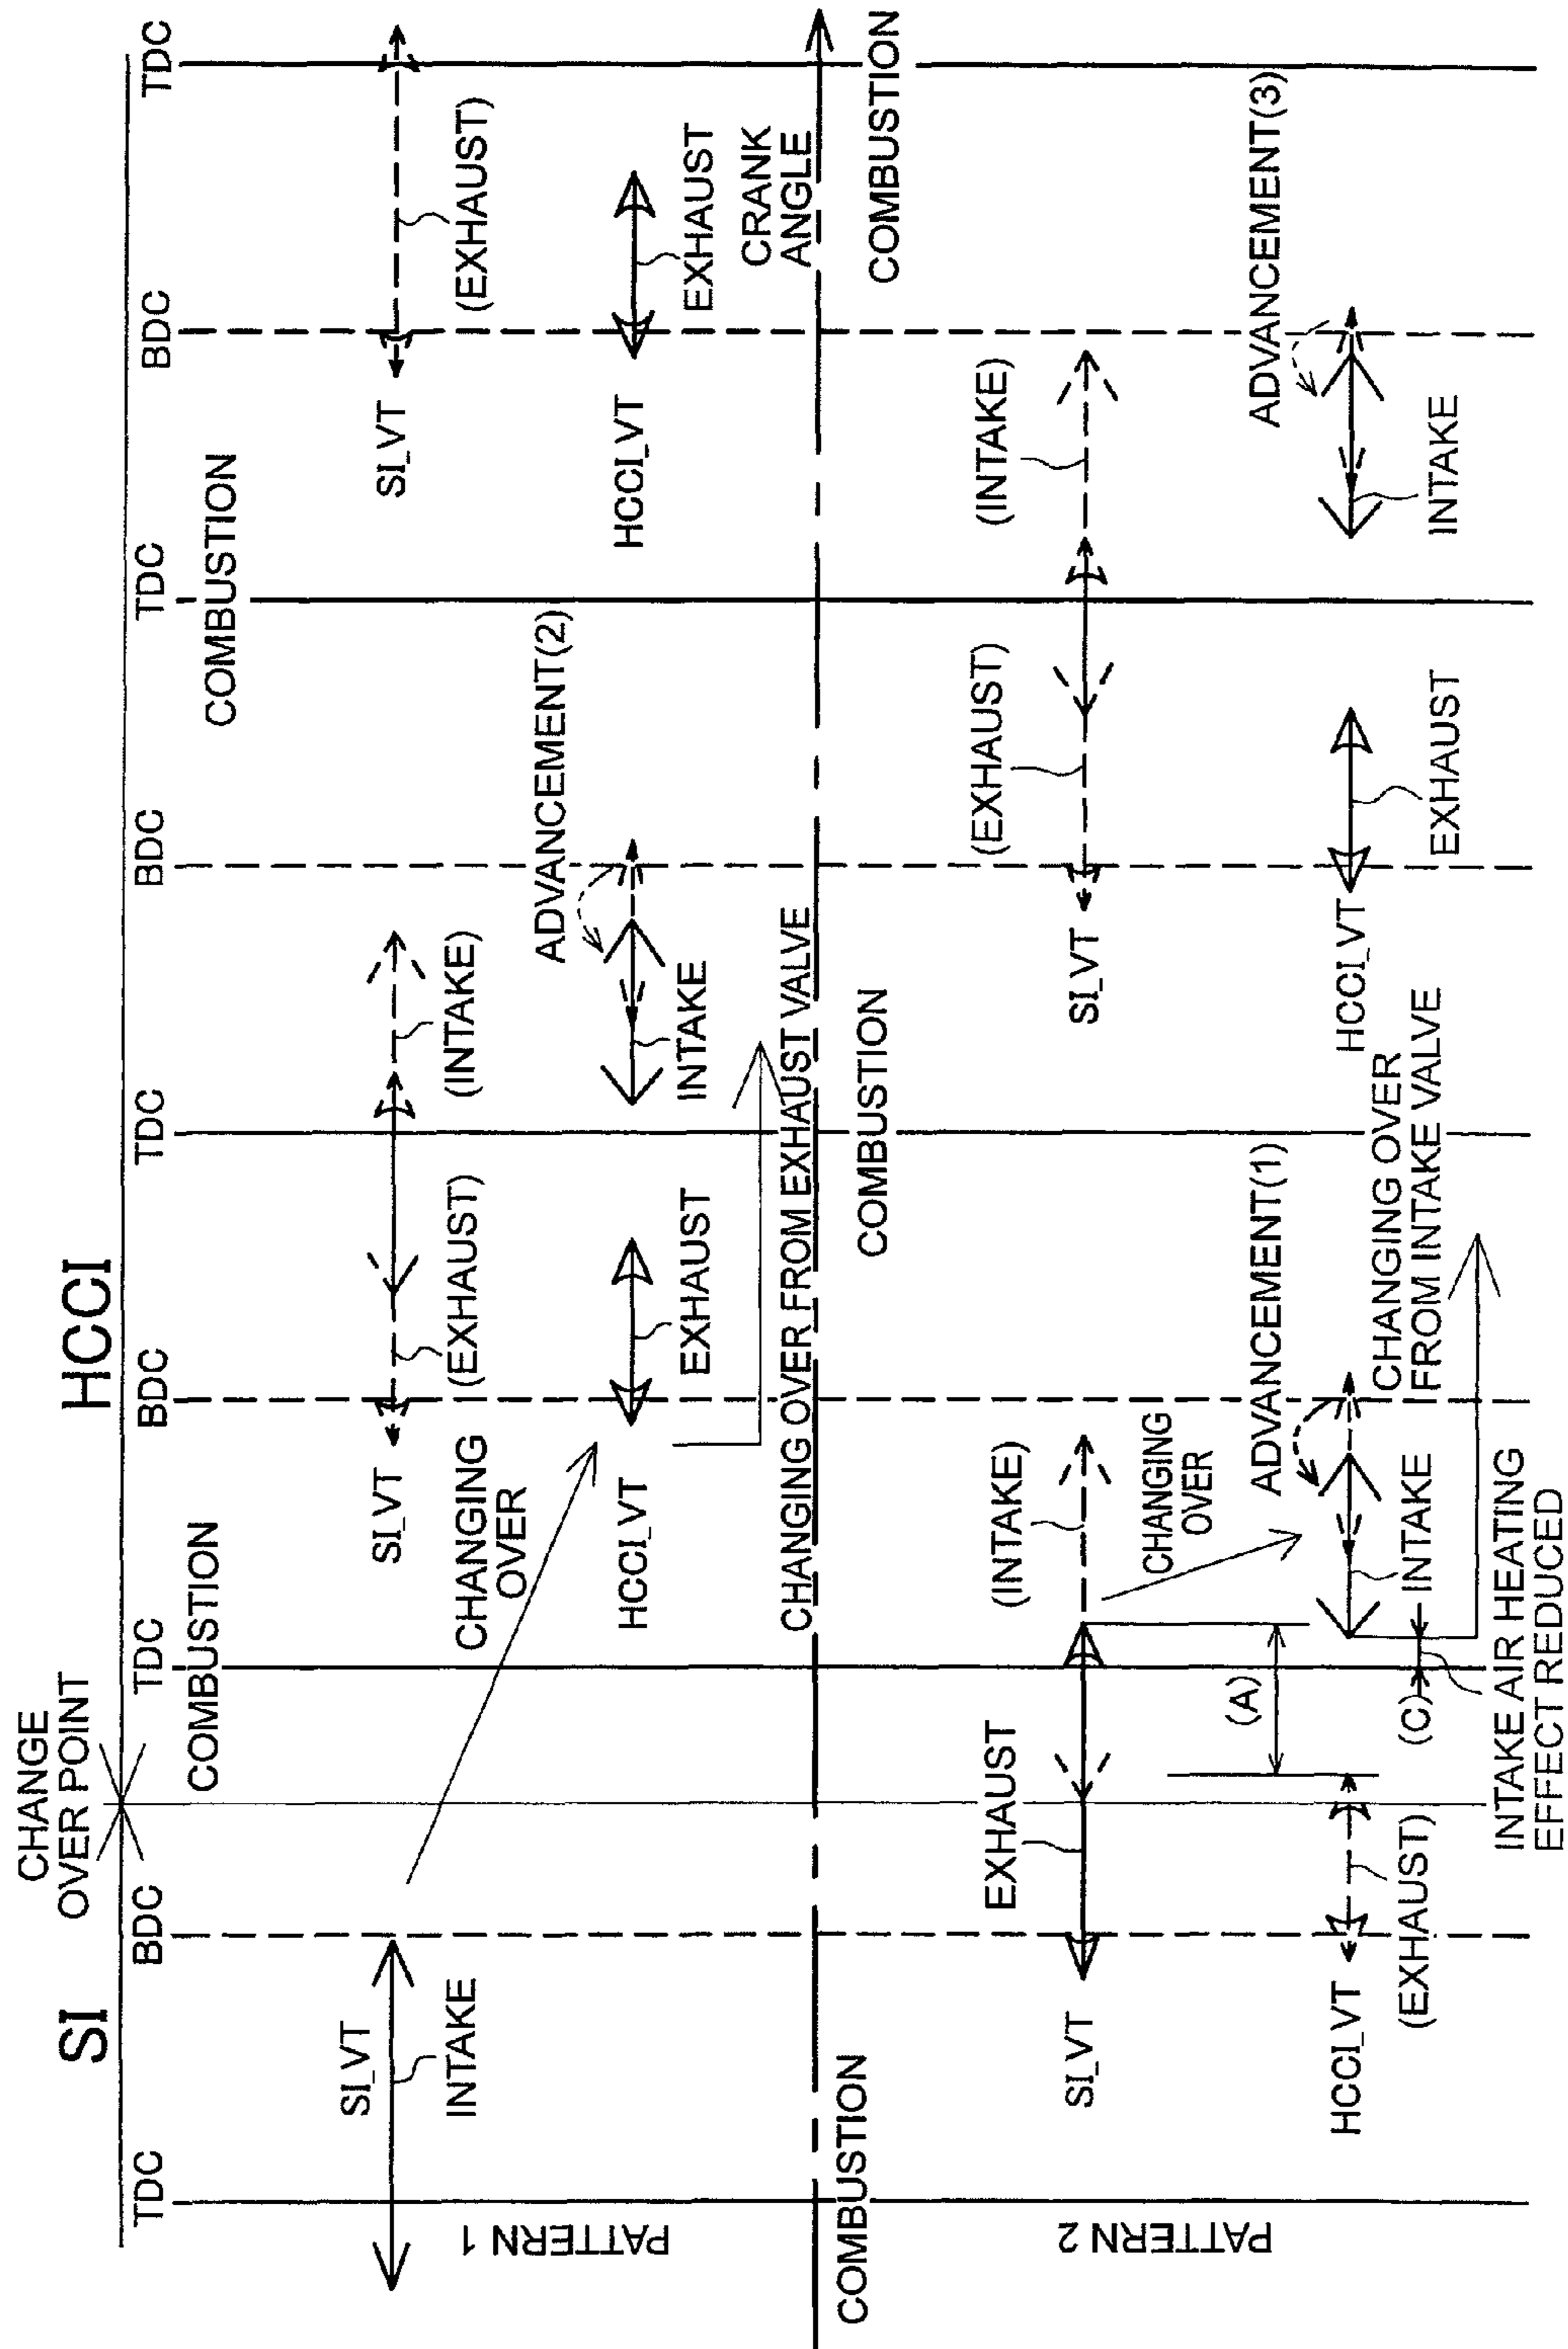 SI
HCCI
CHANGE
OVER POINT
TDC
BDC
TDC
BDC
TDC
BDC
TDC
BDC
TDC
PATTERN 1
SI_VT
INTAKE
COMBUSTION
CHANGING
OVER
SI_VT
(EXHAUST)
(INTAKE)
HCCI_VT
EXHAUST
INTAKE
ADVANCEMENT(2)
COMBUSTION
SI_VT
(EXHAUST)
HCCI_VT
EXHAUST
CRANK
ANGLE
CHANGING OVER FROM EXHAUST VALVE
PATTERN 2
COMBUSTION
SI_VT
EXHAUST
(INTAKE)
CHANGING
OVER
HCCI_VT
(EXHAUST)
(A)
(C)
INTAKE
ADVANCEMENT(1)
INTAKE AIR HEATING
EFFECT REDUCED
CHANGING OVER
FROM INTAKE VALVE
COMBUSTION
SI_VT
(EXHAUST)
(INTAKE)
HCCI_VT
EXHAUST
INTAKE
ADVANCEMENT(3)
COMBUSTION